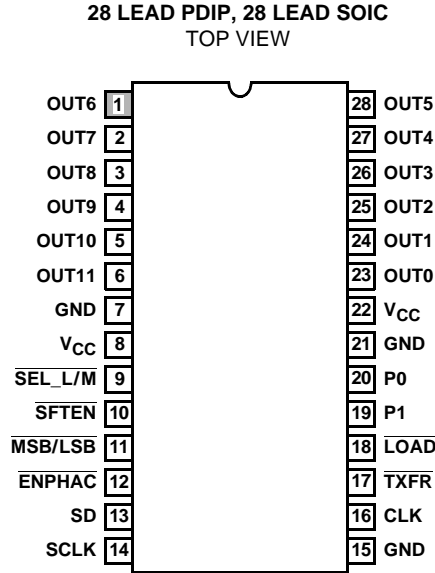 28 LEAD PDIP, 28 LEAD SOIC
TOP VIEW
OUT6 1 28 OUT5
OUT7 2 27 OUT4
OUT8 3 26 OUT3
OUT9 4 25 OUT2
OUT10 5 24 OUT1
OUT11 6 23 OUT0
GND 7 22 VCC
VCC 8 21 GND
SEL_L/M 9 20 P0
SFTEN 10 19 P1
MSB/LSB 11 18 LOAD
ENPHAC 12 17 TXFR
SD 13 16 CLK
SCLK 14 15 GND